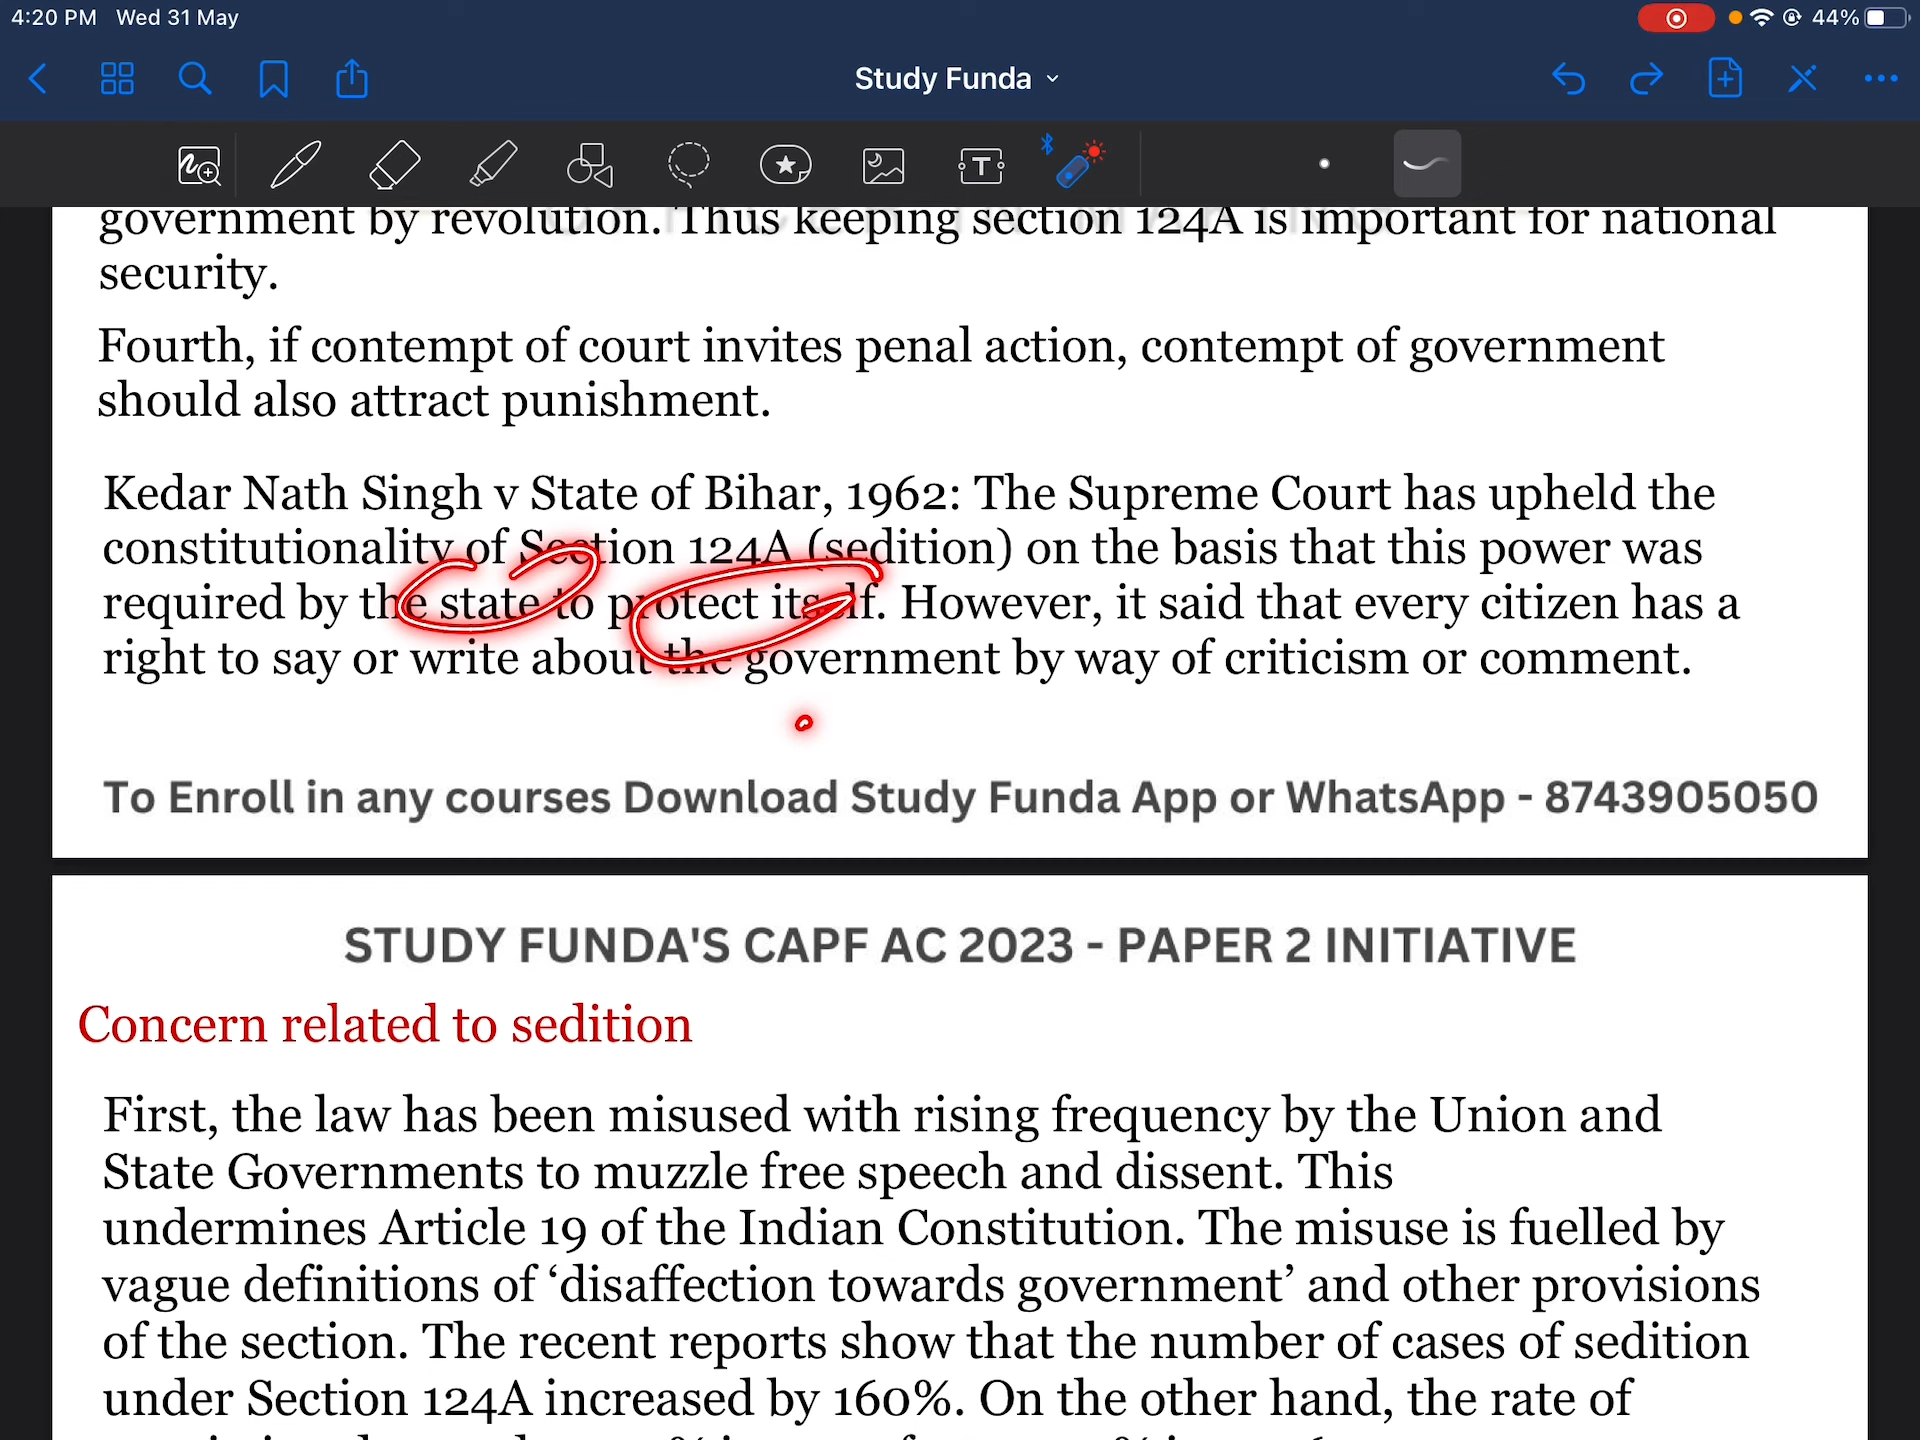 4:20 PM Wed 31 May
44%
Study Funda
T
government by revolution. Thus keeping section 124A is important for national
security.
Fourth, if contempt of court invites penal action, contempt of government
should also attract punishment.
Kedar Nath Singh v State of Bihar, 1962: The Supreme Court has upheld the
constitutionality of Section 124A (sedition) on the basis that this power was
required by the state to protect itself. However, it said that every citizen has a
right to say or write about the government by way of criticism or comment.
To Enroll in any courses Download Study Funda App or WhatsApp - 8743905050
STUDY FUNDA'S CAPF AC 2023 - PAPER 2 INITIATIVE
Concern related to sedition
First, the law has been misused with rising frequency by the Union and
State Governments to muzzle free speech and dissent. This
undermines Article 19 of the Indian Constitution. The misuse is fuelled by
vague definitions of ‘disaffection towards government’ and other provisions
of the section. The recent reports show that the number of cases of sedition
under Section 124A increased by 160%. On the other hand, the rate of